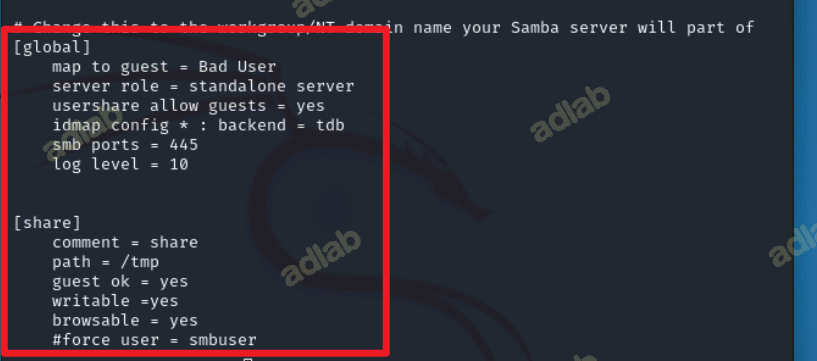 # Change this to the workgroup/NT domain name your Samba server will part of
[global]
map to guest = Bad User
server role = standalone server
usershare allow guests = yes
idmap config * : backend = tdb
smb ports = 445
log level = 10
[share]
comment = share
path = /tmp
guest ok = yes
writable =yes
browsable = yes
#force user = smbuser
adlab
adlab
adlab
adlab